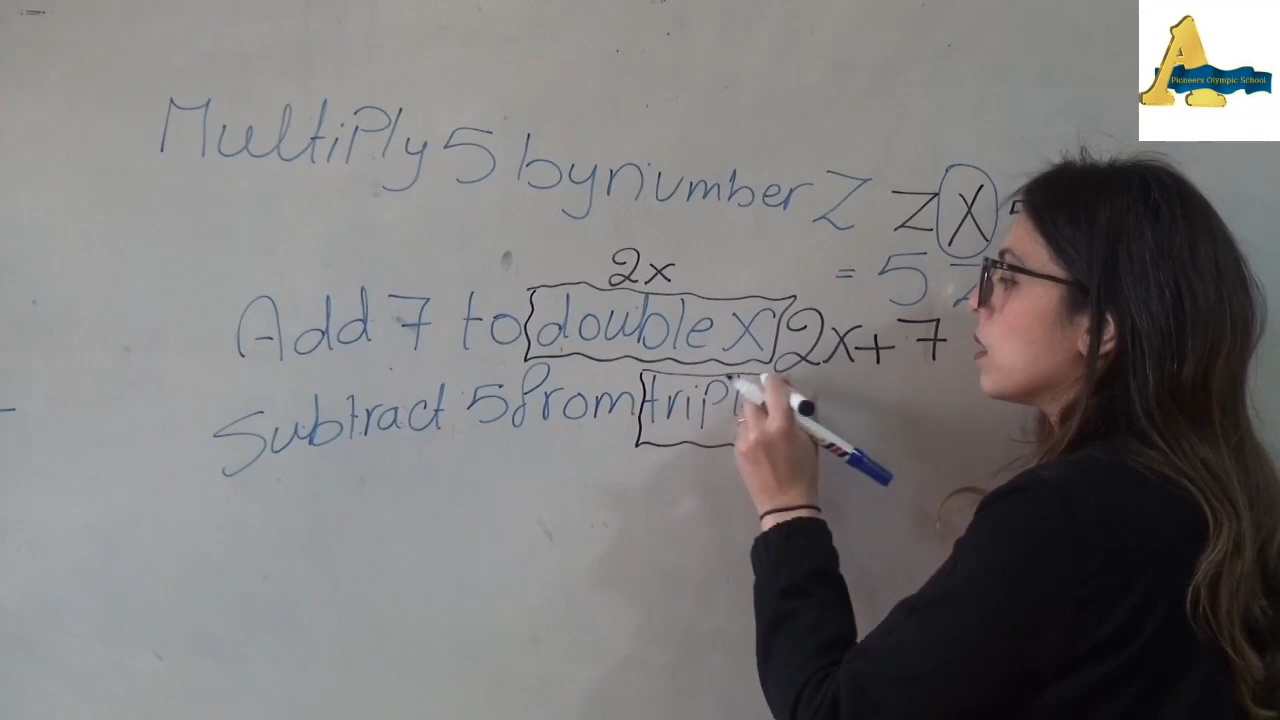 Pioneers Olympic School
Multiply 5 by number Z Z X
= 5 Z
2x
Add 7 to double X 2x + 7
Subtract 5 from